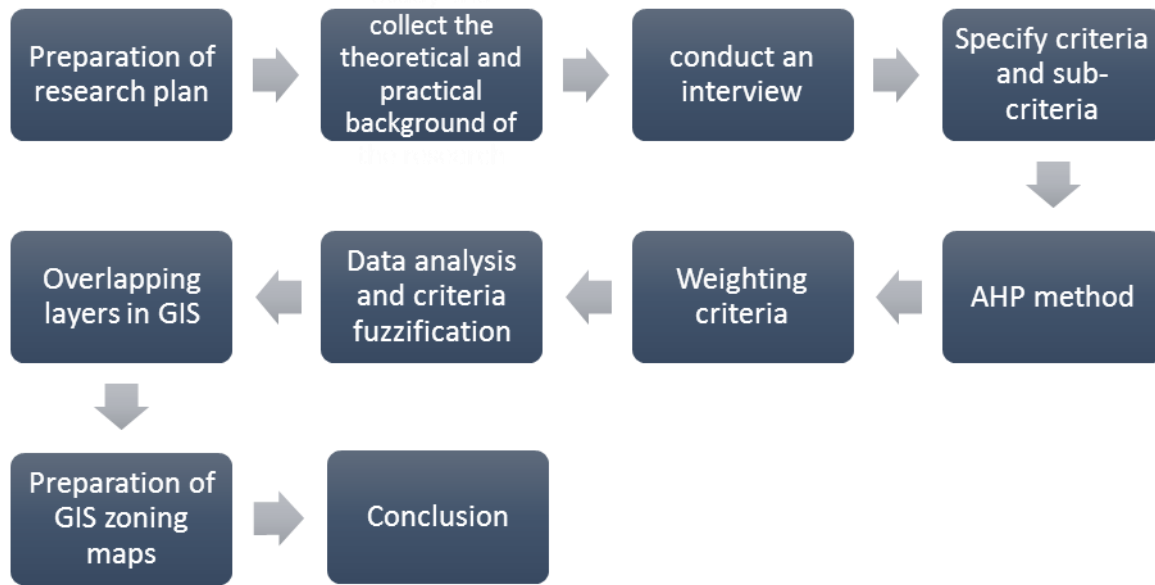 Preparation of
research plan
collect the
theoretical and
practical
background of
conduct an
interview
Specify criteria
and sub-
criteria
AHP method
Weighting
criteria
Data analysis
and criteria
fuzzification
Overlapping
layers in GIS
Preparation of
GIS zoning
maps
Conclusion